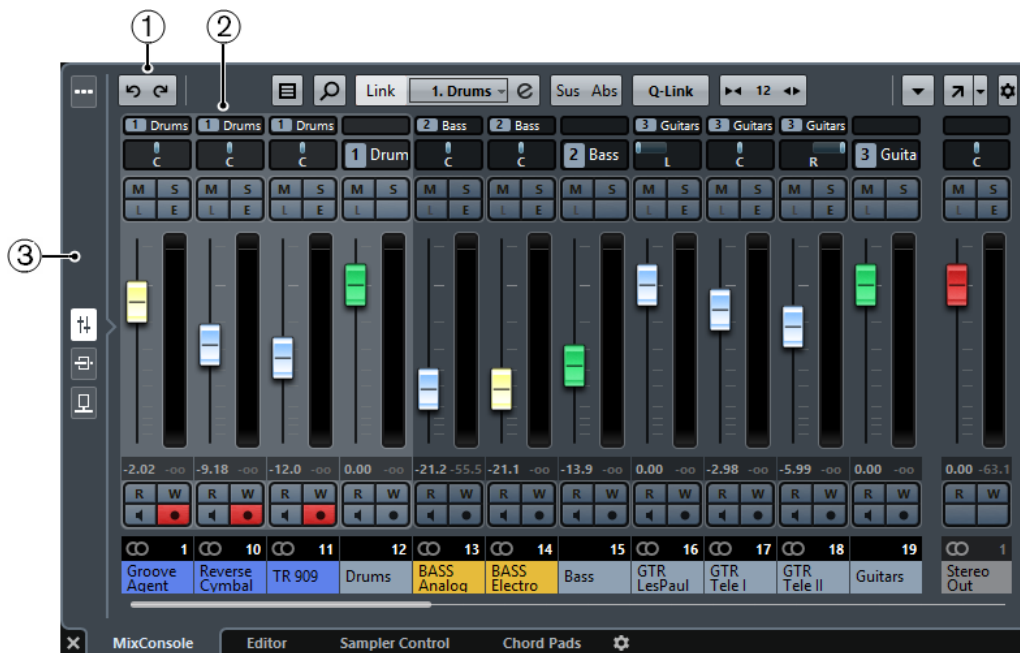 1
2
Link 1. Drums e Sus Abs Q-Link 12
1 Drums 1 Drums 1 Drums 2 Bass 2 Bass 3 Guitars 3 Guitars 3 Guitars
C C C 1 Drum C C 2 Bass L C R 3 Guita C
M S M S M S M S M S M S M S M S M S M S M S M S
L E L E L E L L E L E L L E L E L E L L E
3
-2.02 -oo -9.18 -oo -12.0 -oo 0.00 -oo -21.2 -55.5 -21.1 -oo -13.9 -oo 0.00 -oo -2.98 -oo -5.99 -oo 0.00 -oo 0.00 -63.1
R W R W R W R W R W R W R W R W R W R W R W R W
1 10 11 12 13 14 15 16 17 18 19 1
Groove Agent Reverse Cymbal TR 909 Drums BASS Analog BASS Electro Bass GTR LesPaul GTR Tele I GTR Tele II Guitars Stereo Out
MixConsole Editor Sampler Control Chord Pads